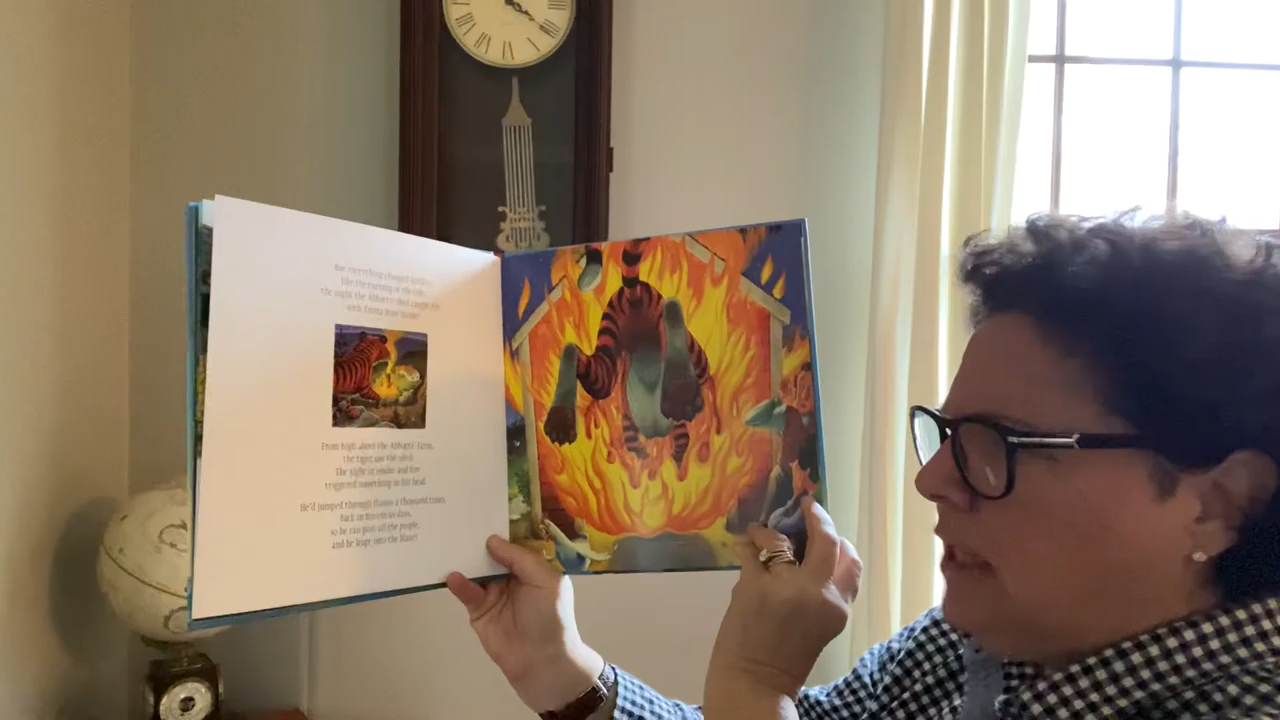 But everything changed
like the turning of the tide,
the night the Abbotts' shed caught fire
with Trixie Rose inside!
From high above the Abbotts' farm,
the tiger saw the shed.
The sight of smoke and fire
triggered something in his head.
He'd jumped through flames a thousand times
back in his circus days,
so he ran past all the people,
and he leapt into the blaze!